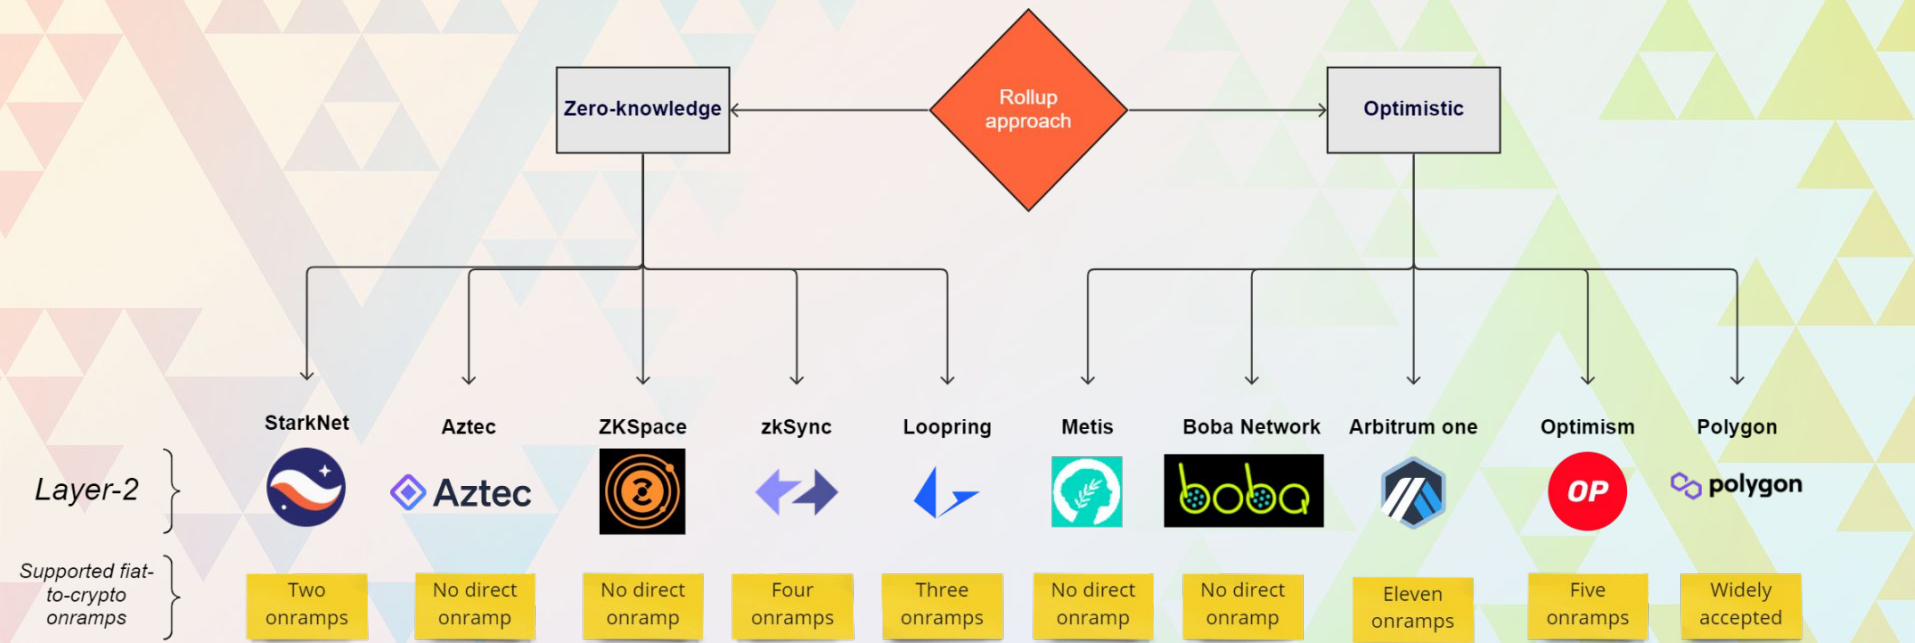 Rollup
approach
Zero-knowledge
Optimistic
StarkNet
Aztec
ZKSpace
zkSync
Loopring
Metis
Boba Network
Arbitrum one
Optimism
Polygon
Layer-2
Aztec
boba
OP
polygon
Supported fiat-
to-crypto
onramps
Two
onramps
No direct
onramp
No direct
onramp
Four
onramps
Three
onramps
No direct
onramp
No direct
onramp
Eleven
onramps
Five
onramps
Widely
accepted